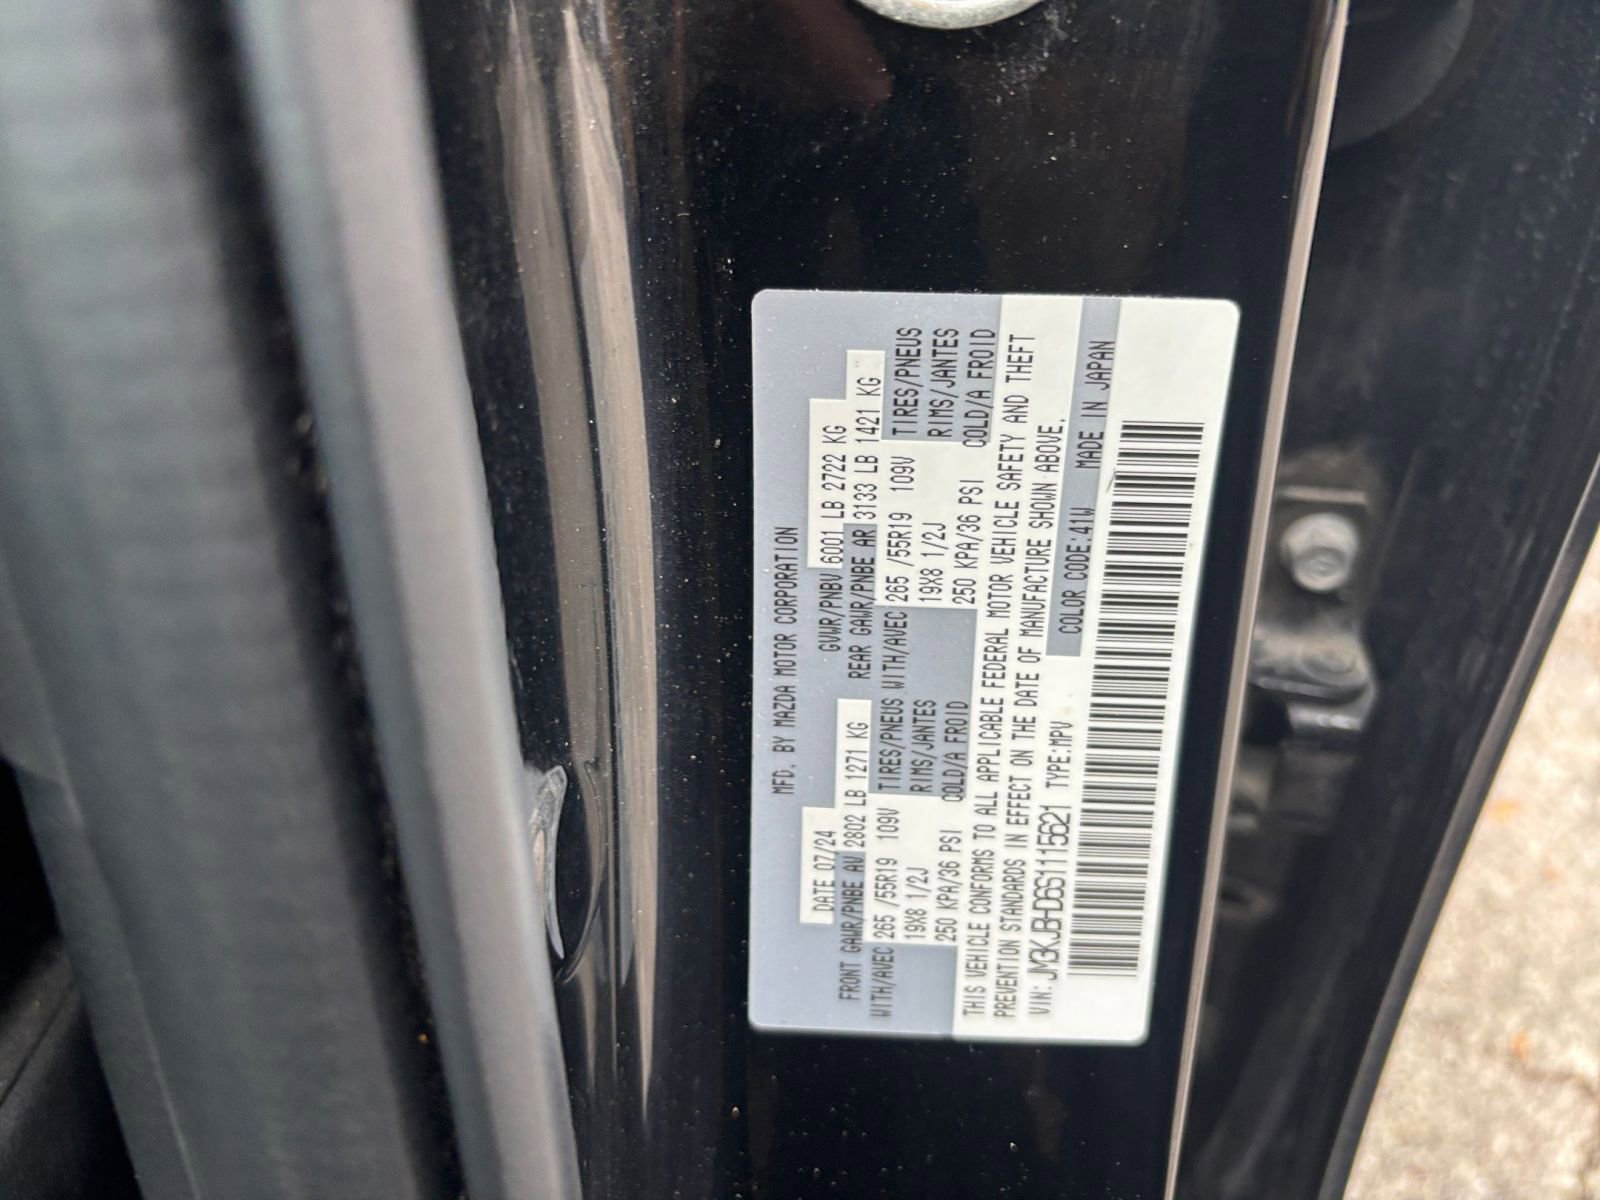 MFD. BY MAZDA MOTOR CORPORATION
DATE 07/24 GVWR/PNBV 6001 LB 2722 KG
FRONT GAWR/PNBE AV 2802 LB 1271 KG REAR GAWR/PNBE AR 3133 LB 1421 KG
WITH/AVEC 265 /55R19 109V TIRES/PNEUS WITH/AVEC 265 /55R19 109V TIRES/PNEUS
19X8 1/2J RIMS/JANTES 19X8 1/2J RIMS/JANTES
250 KPA/36 PSI COLD/A FROID 250 KPA/36 PSI COLD/A FROID
THIS VEHICLE CONFORMS TO ALL APPLICABLE FEDERAL MOTOR VEHICLE SAFETY AND THEFT
PREVENTION STANDARDS IN EFFECT ON THE DATE OF MANUFACTURE SHOWN ABOVE.
VIN: JM3KJBHDGS1115621 TYPE:MPV COLOR CODE:41W MADE IN JAPAN